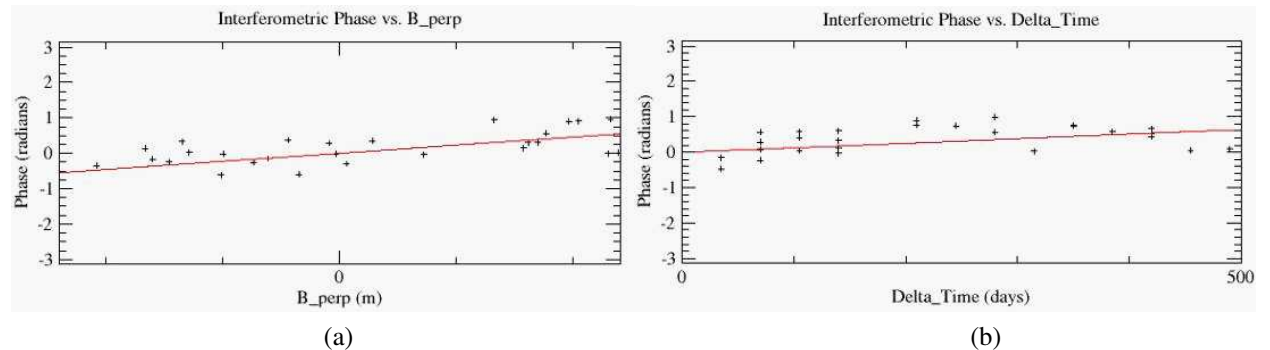 Interferometric Phase vs. B_perp
3
2
1
0
-1
-2
-3
Phase (radians)
0
B_perp (m)
(a)
Interferometric Phase vs. Delta_Time
3
2
1
0
-1
-2
-3
Phase (radians)
0
500
Delta_Time (days)
(b)